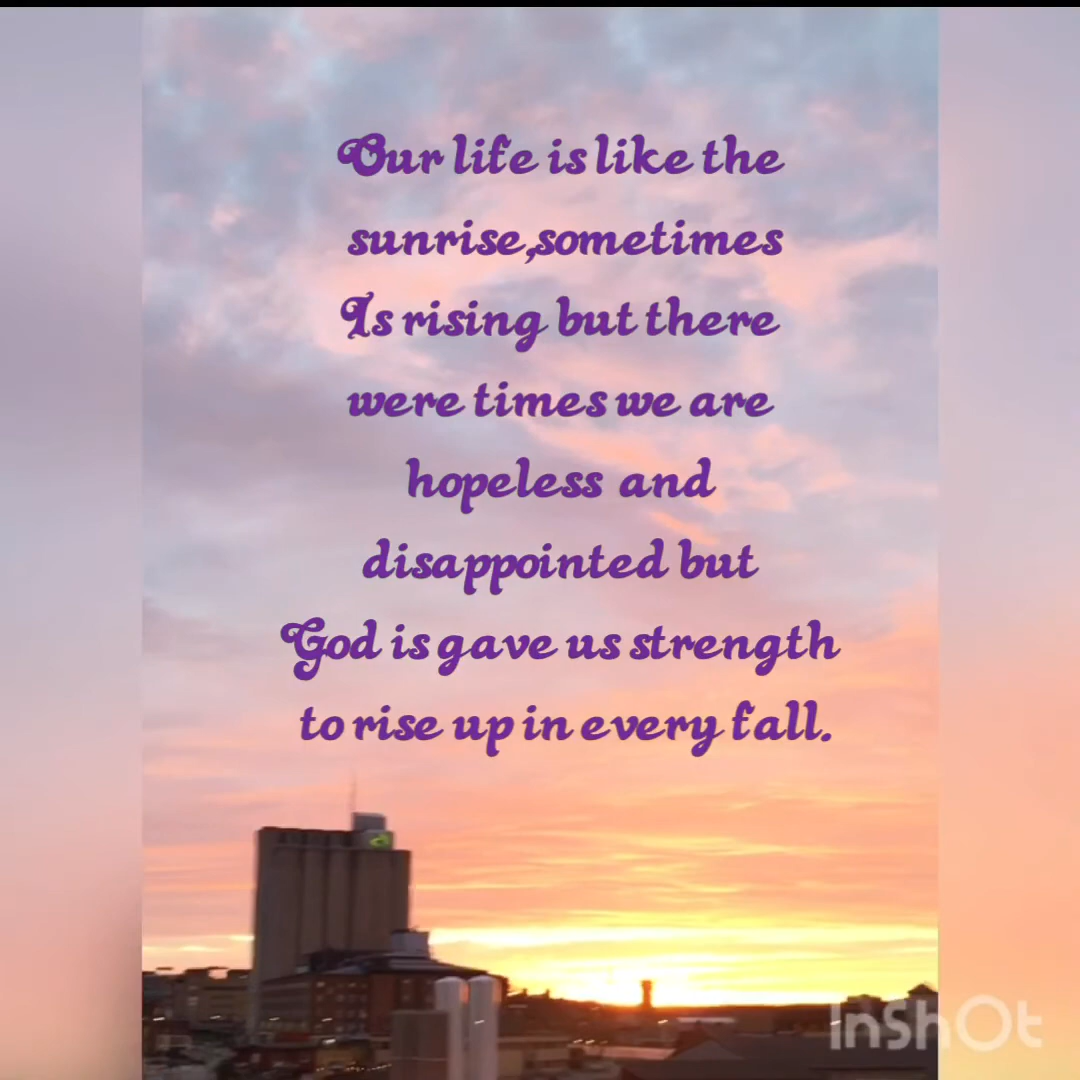 Our life is like the
sunrise,sometimes
Is rising but there
were times we are
hopeless and
disappointed but
God is gave us strength
to rise up in every fall.
InShOt